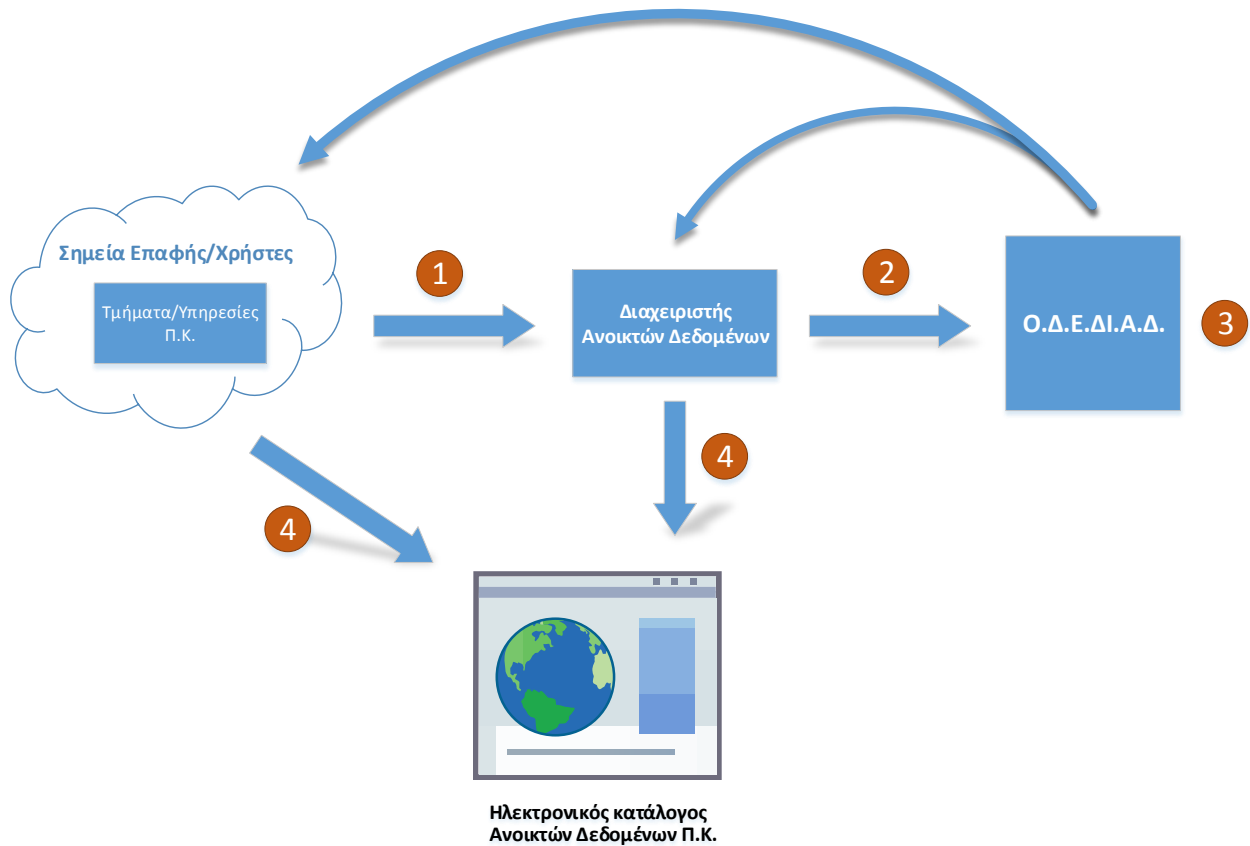 Σημεία Επαφής/Χρήστες
Τμήματα/Υπηρεσίες
Π.Κ.
1
Διαχειριστής
Ανοικτών Δεδομένων
2
Ο.Δ.Ε.ΔΙ.Α.Δ.
3
4
4
Ηλεκτρονικός κατάλογος
Ανοικτών Δεδομένων Π.Κ.